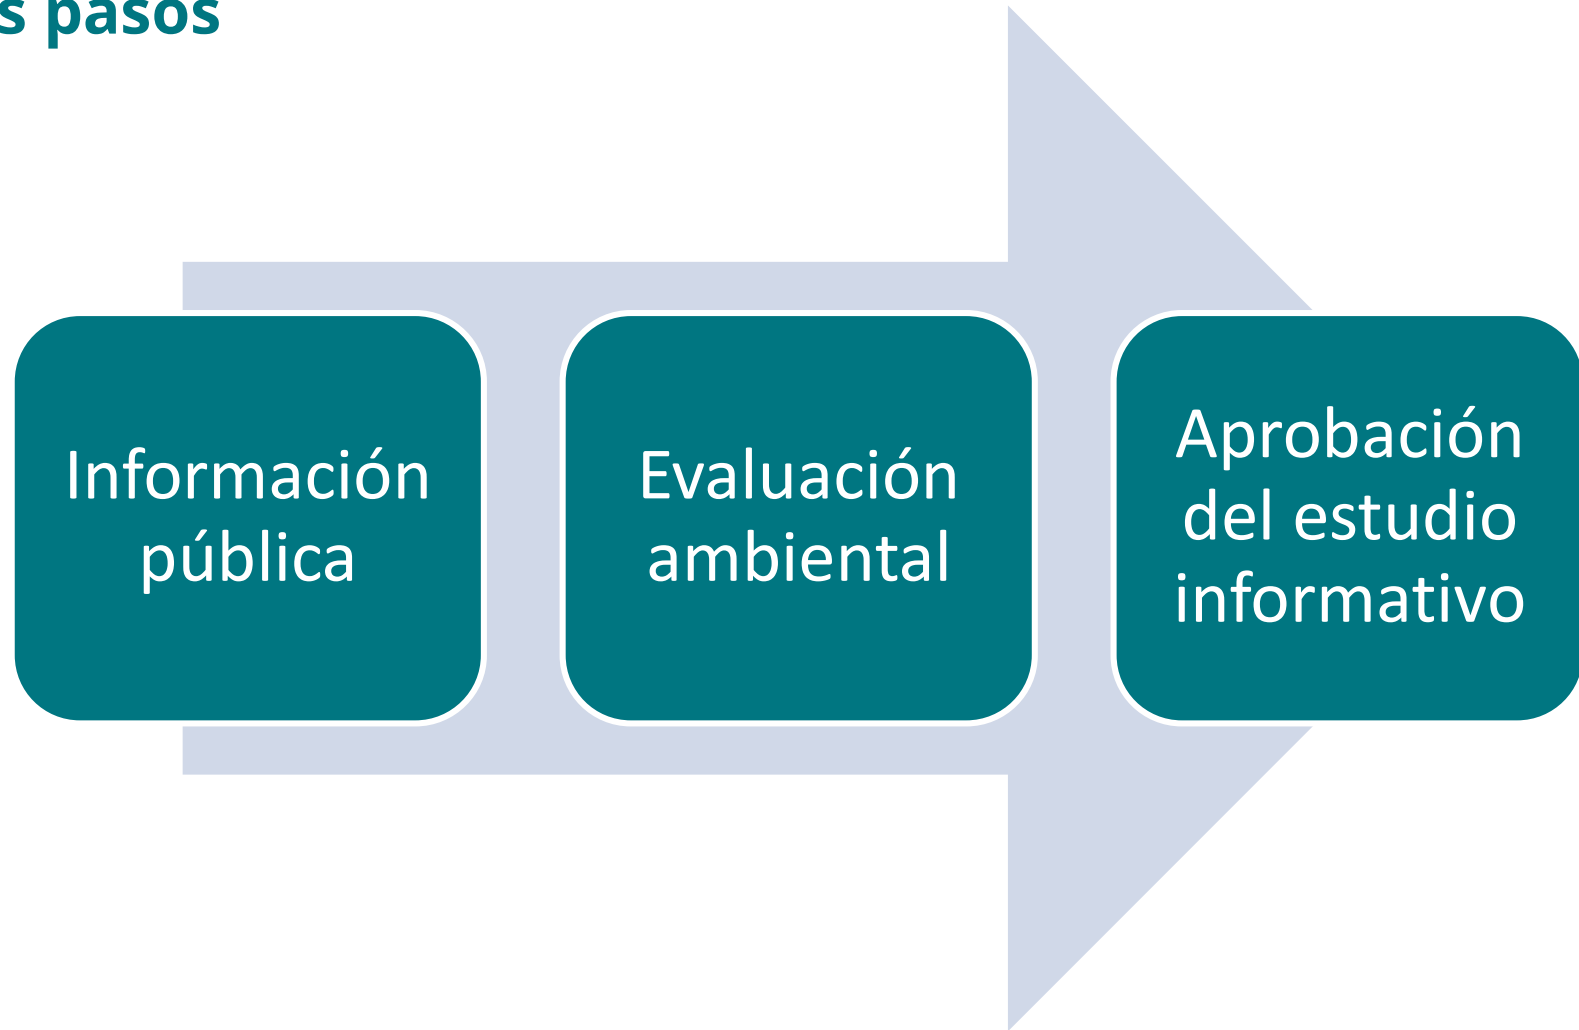 s pasos
Información
pública
Evaluación
ambiental
Aprobación
del estudio
informativo